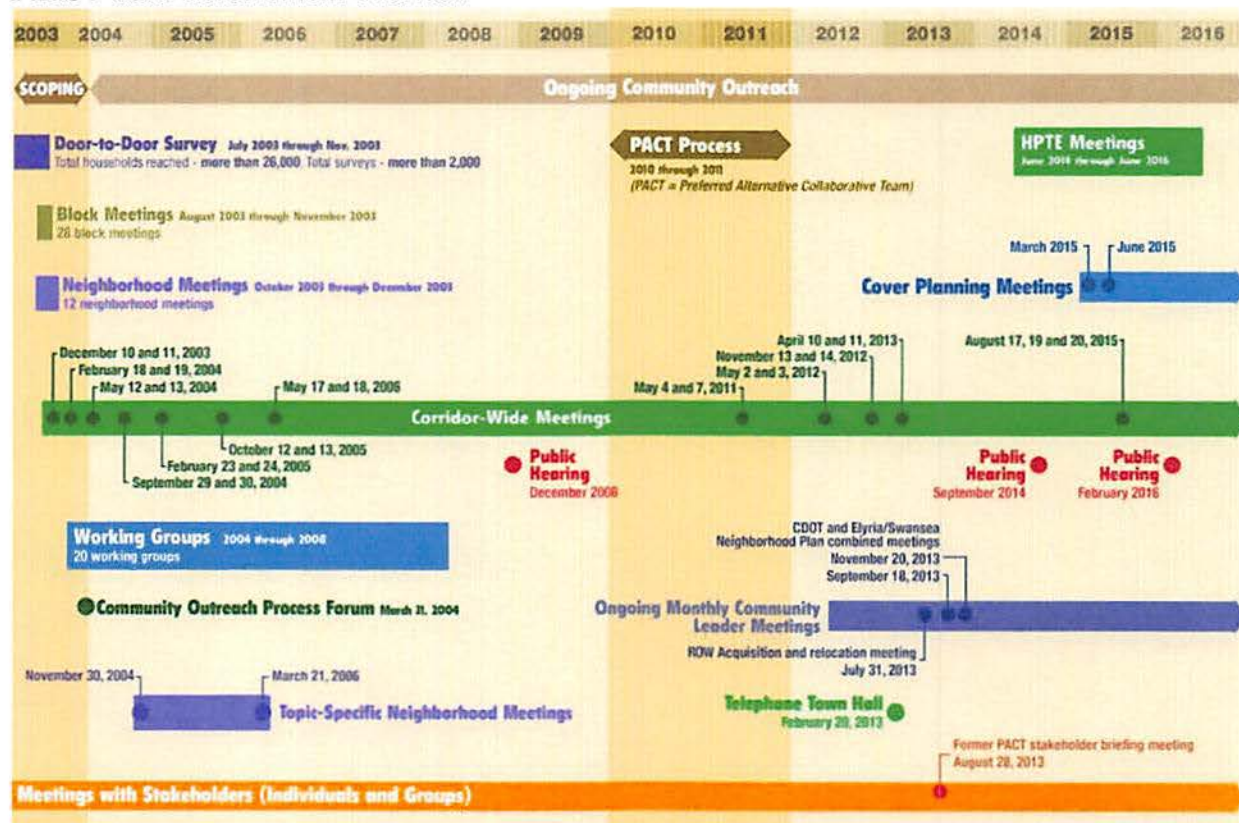 2003 2004 2005 2006 2007 2008 2009 2010 2011 2012 2013 2014 2015 2016
SCOPING
Ongoing Community Outreach
Door-to-Door Survey July 2003 through Nov. 2003
Total households reached - more than 26,000, Total surveys - more than 2,000
PACT Process
2010 through 2011
(PACT = Preferred Alternative Collaborative Team)
HPTE Meetings
June 2014 through June 2016
Block Meetings August 2003 through November 2003
28 block meetings
March 2015
June 2015
Cover Planning Meetings
Neighborhood Meetings October 2003 through December 2003
12 neighborhood meetings
December 10 and 11, 2003
February 18 and 19, 2004
May 12 and 13, 2004
May 17 and 18, 2006
April 10 and 11, 2013
November 13 and 14, 2012
May 2 and 3, 2012
May 4 and 7, 2011
August 17, 19 and 20, 2015
Corridor-Wide Meetings
October 12 and 13, 2005
February 23 and 24, 2005
September 29 and 30, 2004
Public
Hearing
December 2008
Public
Hearing
September 2014
Public
Hearing
February 2016
Working Groups 2004 through 2008
20 working groups
CDOT and Elyria/Swansea
Neighborhood Plan combined meetings
November 20, 2013
September 18, 2013
Community Outreach Process Forum March 31, 2004
Ongoing Monthly Community
Leader Meetings
ROW Acquisition and relocation meeting
July 31, 2013
November 30, 2004
March 21, 2006
Topic-Specific Neighborhood Meetings
Telephone Town Hall
February 20, 2013
Former PACT stakeholder briefing meeting
August 28, 2013
Meetings with Stakeholders (Individuals and Groups)